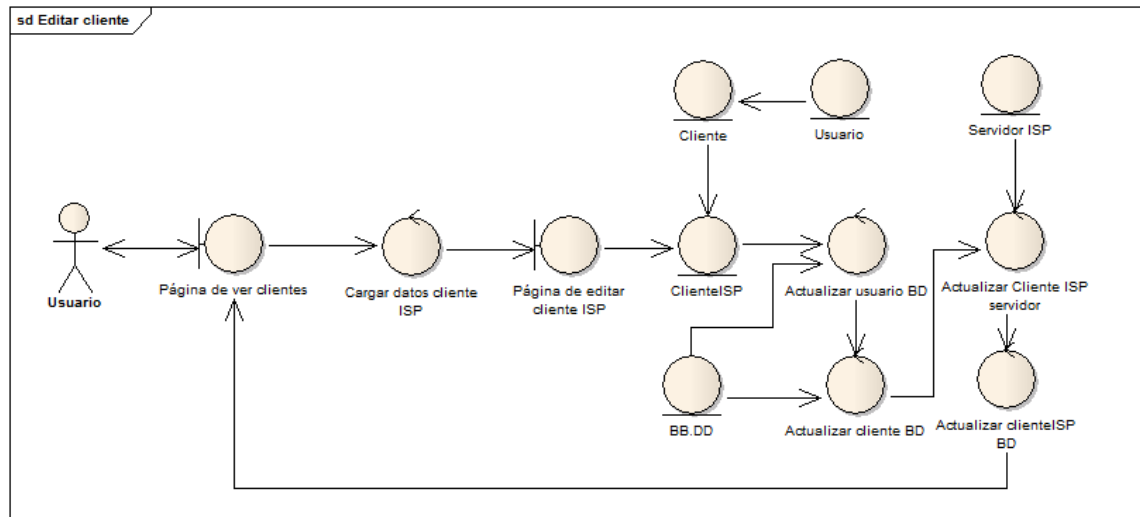 sd Editar cliente
Cliente
Usuario
Servidor ISP
Usuario
Página de ver clientes
Cargar datos cliente
ISP
Página de editar
cliente ISP
ClienteISP
Actualizar usuario BD
Actualizar Cliente ISP
servidor
BB.DD
Actualizar cliente BD
Actualizar clienteISP
BD